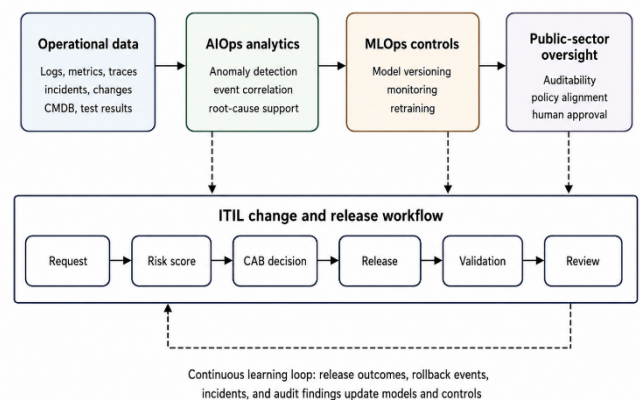 Operational data
Logs, metrics, traces
incidents, changes
CMDB, test results
AIOps analytics
Anomaly detection
event correlation
root-cause support
MLOps controls
Model versioning
monitoring
retraining
Public-sector
oversight
Auditability
policy alignment
human approval
ITIL change and release workflow
Request
Risk score
CAB decision
Release
Validation
Review
Continuous learning loop: release outcomes, rollback events,
incidents, and audit findings update models and controls